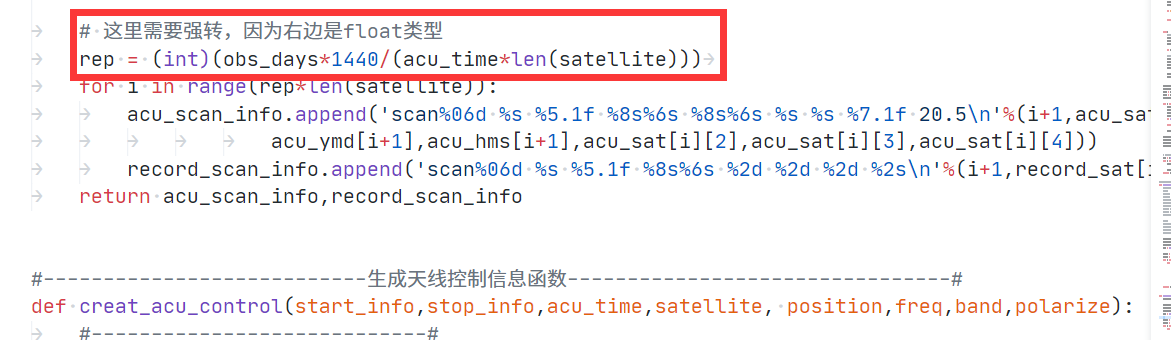 # 这里需要强转，因为右边是float类型
rep = (int)(obs_days*1440/(acu_time*len(satellite)))
for i in range(rep*len(satellite)):
acu_scan_info.append('scan%06d %s %5.1f %8s%6s %8s%6s %s %s %7.1f 20.5\n'%(i+1,acu_sat
acu_ymd[i+1],acu_hms[i+1],acu_sat[i][2],acu_sat[i][3],acu_sat[i][4]))
record_scan_info.append('scan%06d %s %5.1f %8s%6s %2d %2d %2d %2s\n'%(i+1,record_sat[i
return acu_scan_info,record_scan_info
#---------------------------生成天线控制信息函数--------------------------------#
def creat_acu_control(start_info,stop_info,acu_time,satellite, position,freq,band,polarize):
#----------------------------#